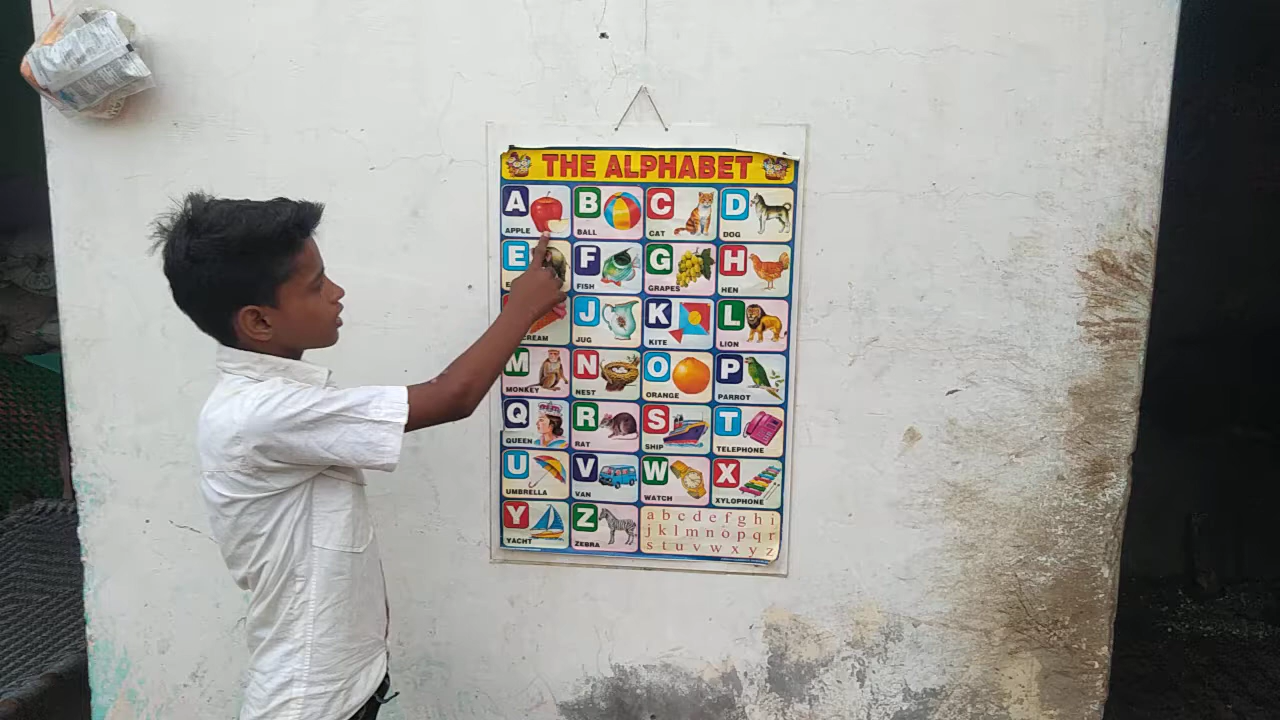 THE ALPHABET
A B C D
APPLE BALL CAT DOG
E F G H
FISH GRAPES HEN
J K L
CREAM JUG KITE LION
M N O P
MONKEY NEST ORANGE PARROT
Q R S T
QUEEN RAT SHIP TELEPHONE
U V W X
UMBRELLA VAN WATCH XYLOPHONE
Y Z
YACHT ZEBRA
a b c d e f g h i
j k l m n o p q r
s t u v w x y z